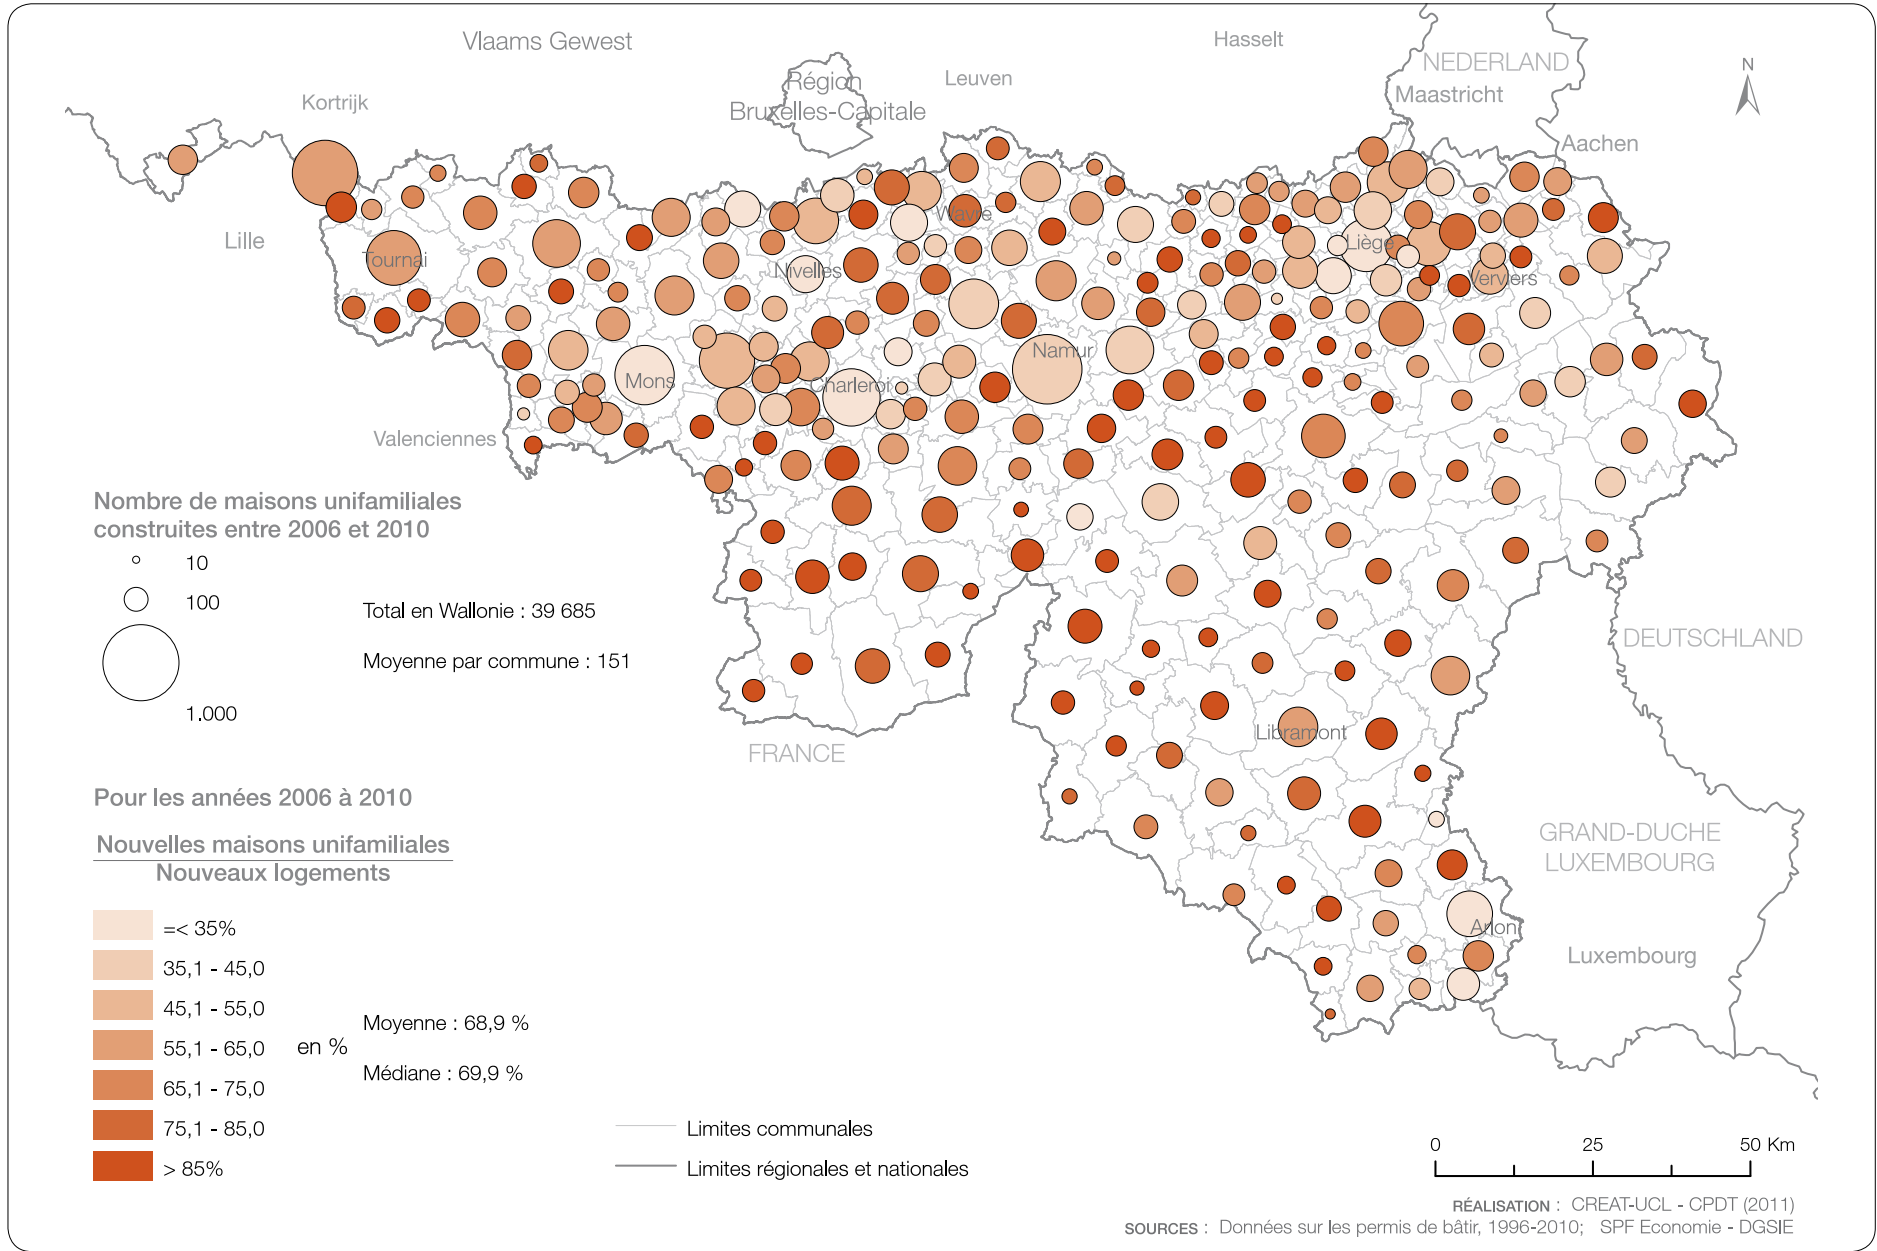 Vlaams Gewest
Hasselt
NEDERLAND
Maastricht
N
Kortrijk
Région
Bruxelles-Capitale
Leuven
Aachen
Lille
Tournai
Wavre
Nivelles
Liège
Verviers
Mons
Charleroi
Namur
Valenciennes
Nombre de maisons unifamiliales
construites entre 2006 et 2010
10
100
1.000
Total en Wallonie : 39 685
Moyenne par commune : 151
DEUTSCHLAND
FRANCE
Libramont
GRAND-DUCHE
LUXEMBOURG
Arlon
Luxembourg
Pour les années 2006 à 2010
Nouvelles maisons unifamiliales
Nouveaux logements
=< 35%
35,1 - 45,0
45,1 - 55,0
55,1 - 65,0
65,1 - 75,0
75,1 - 85,0
> 85%
en %
Moyenne : 68,9 %
Médiane : 69,9 %
Limites communales
Limites régionales et nationales
0 25 50 Km
RÉALISATION : CREAT-UCL - CPDT (2011)
SOURCES : Données sur les permis de bâtir, 1996-2010; SPF Economie - DGSIE